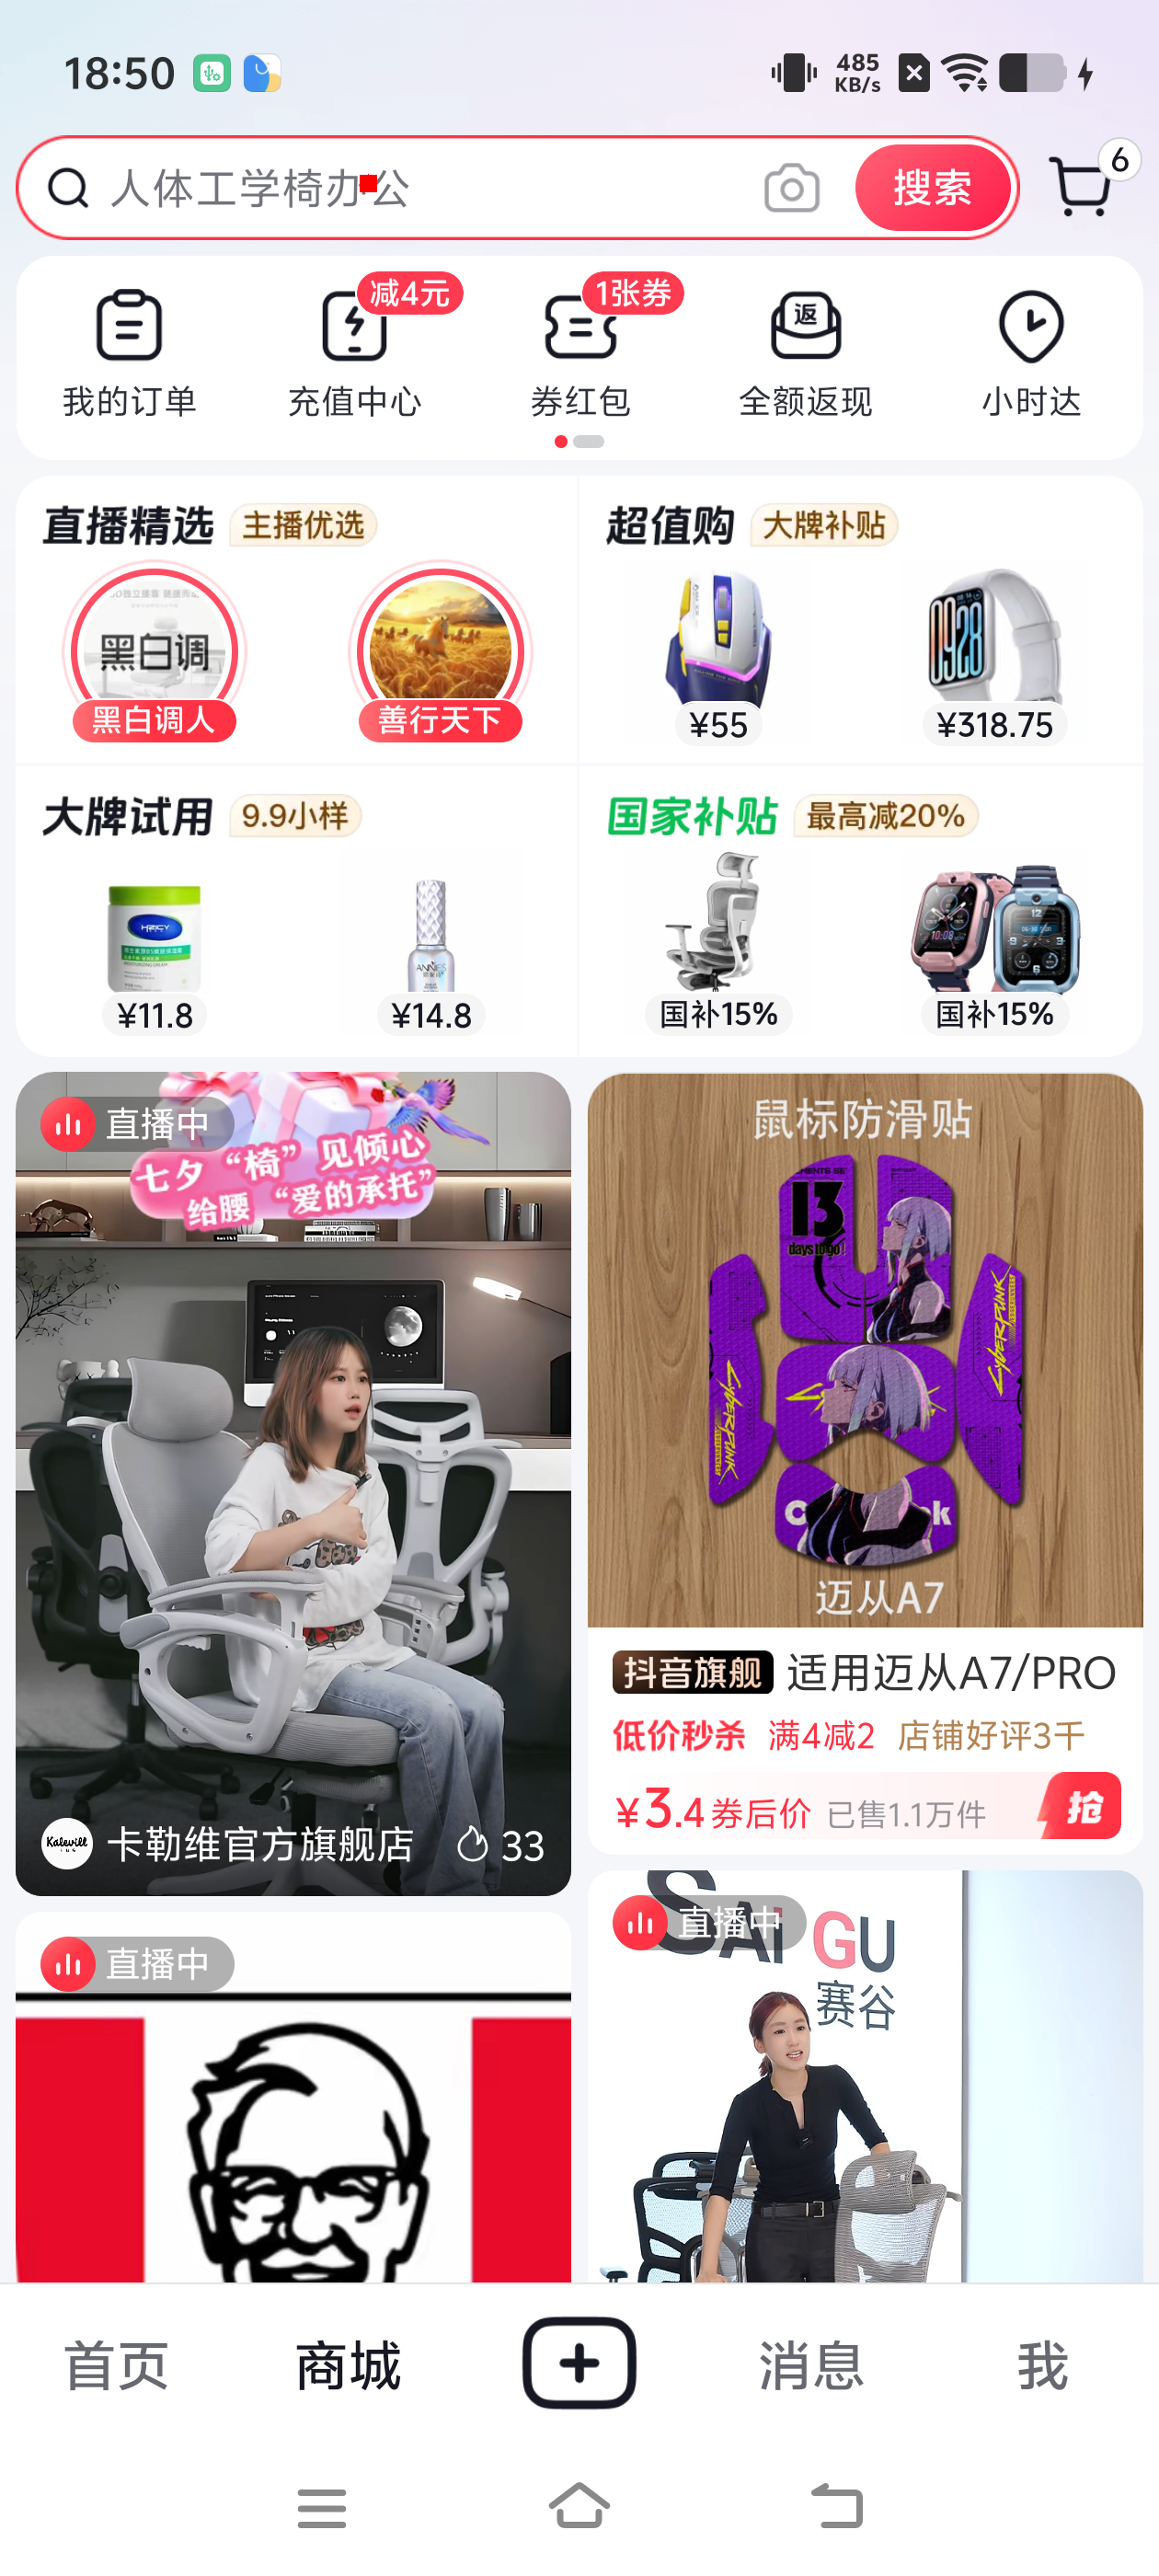 18:50
485
KB/s
人体工学椅办公
搜索
6
减4元
1张券
返
我的订单
充值中心
券红包
全额返现
小时达
直播精选
主播优选
超值购
大牌补贴
黑白调
黑白调人
善行天下
0928
¥55
¥318.75
大牌试用
9.9小样
国家补贴
最高减20%
ANNIES
¥11.8
¥14.8
国补15%
国补15%
直播中
七夕“椅”见倾心
给腰“爱的承托”
Kalevill
卡勒维官方旗舰店
33
鼠标防滑贴
13
days to go!
CYBERPUNK
CYBERPUNK
迈从A7
抖音旗舰 适用迈从A7/PRO
低价秒杀 满4减2 店铺好评3千
¥3.4券后价 已售1.1万件
抢
直播中
直播中
SAI GU
赛谷
首页
商城
消息
我